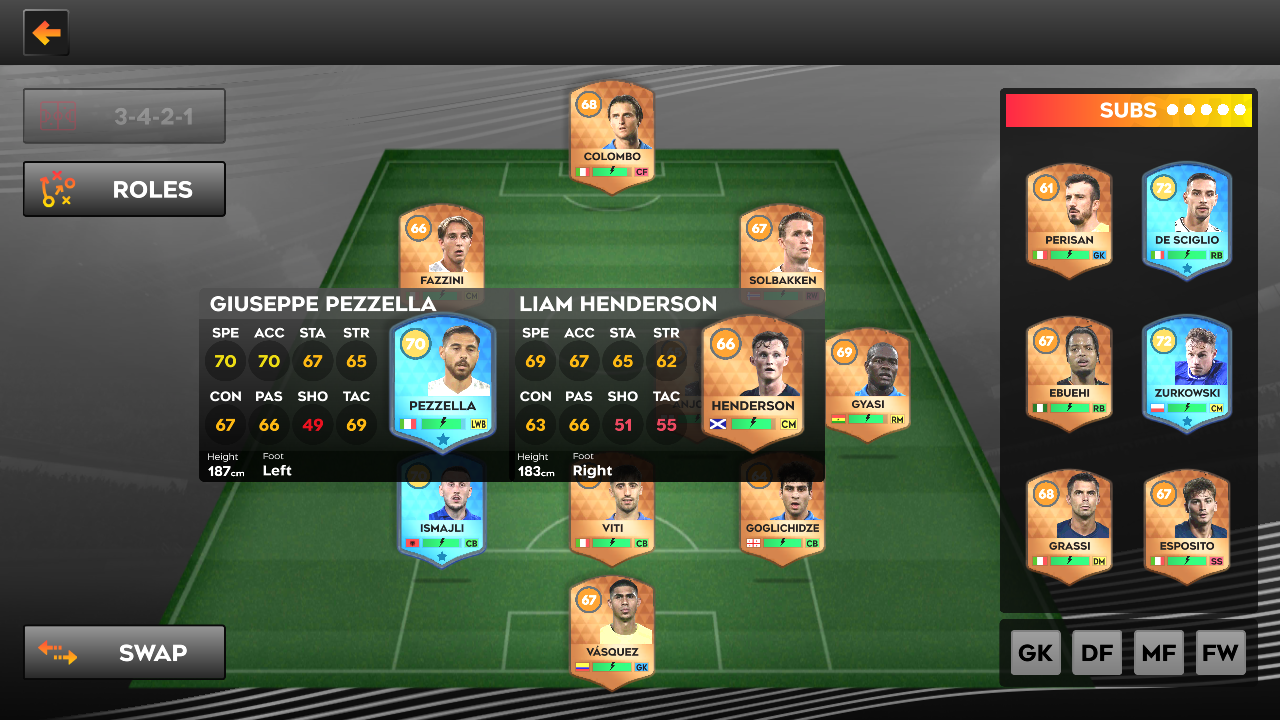 3-4-2-1
ROLES
SWAP
68
COLOMBO
CF
66
FAZZINI
CM
67
SOLBAKKEN
RW
GIUSEPPE PEZZELLA
SPE ACC STA STR
70 70 67 65
CON PAS SHO TAC
67 66 49 69
Height
187cm
Foot
Left
70
PEZZELLA
LWB
LIAM HENDERSON
SPE ACC STA STR
69 67 65 62
CON PAS SHO TAC
63 66 51 55
Height
183cm
Foot
Right
66
HENDERSON
CM
69
GYASI
RM
ISMAJLI
CB
VITI
CB
GOGLICHIDZE
CB
67
VÁSQUEZ
GK
SUBS
61
PERISAN
GK
72
DE SCIGLIO
RB
67
EBUEHI
RB
72
ZURKOWSKI
CM
68
GRASSI
DM
67
ESPOSITO
SS
GK DF MF FW